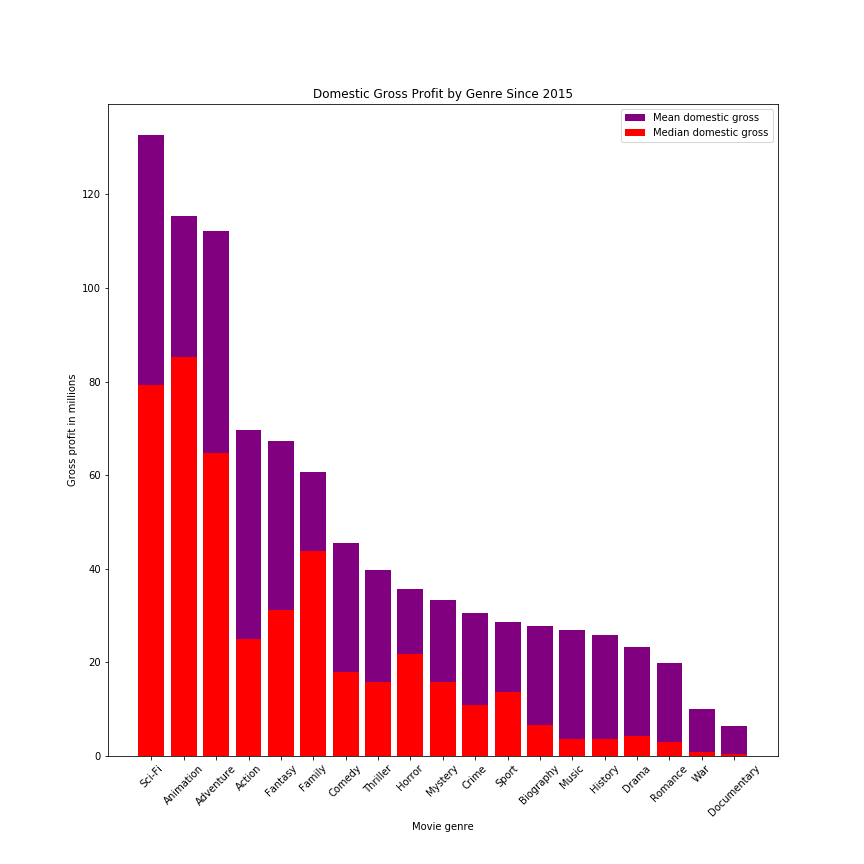 Domestic Gross Profit by Genre Since 2015
Mean domestic gross
Median domestic gross
Gross profit in millions
120
100
80
60
40
20
0
Sci-Fi
Animation
Adventure
Action
Fantasy
Family
Comedy
Thriller
Horror
Mystery
Crime
Sport
Biography
Music
History
Drama
Romance
War
Documentary
Movie genre